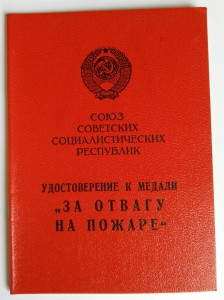 СОЮЗ
СОВЕТСКИХ
СОЦИАЛИСТИЧЕСКИХ
РЕСПУБЛИК
УДОСТОВЕРЕНИЕ К МЕДАЛИ
„ЗА ОТВАГУ
НА ПОЖАРЕ“